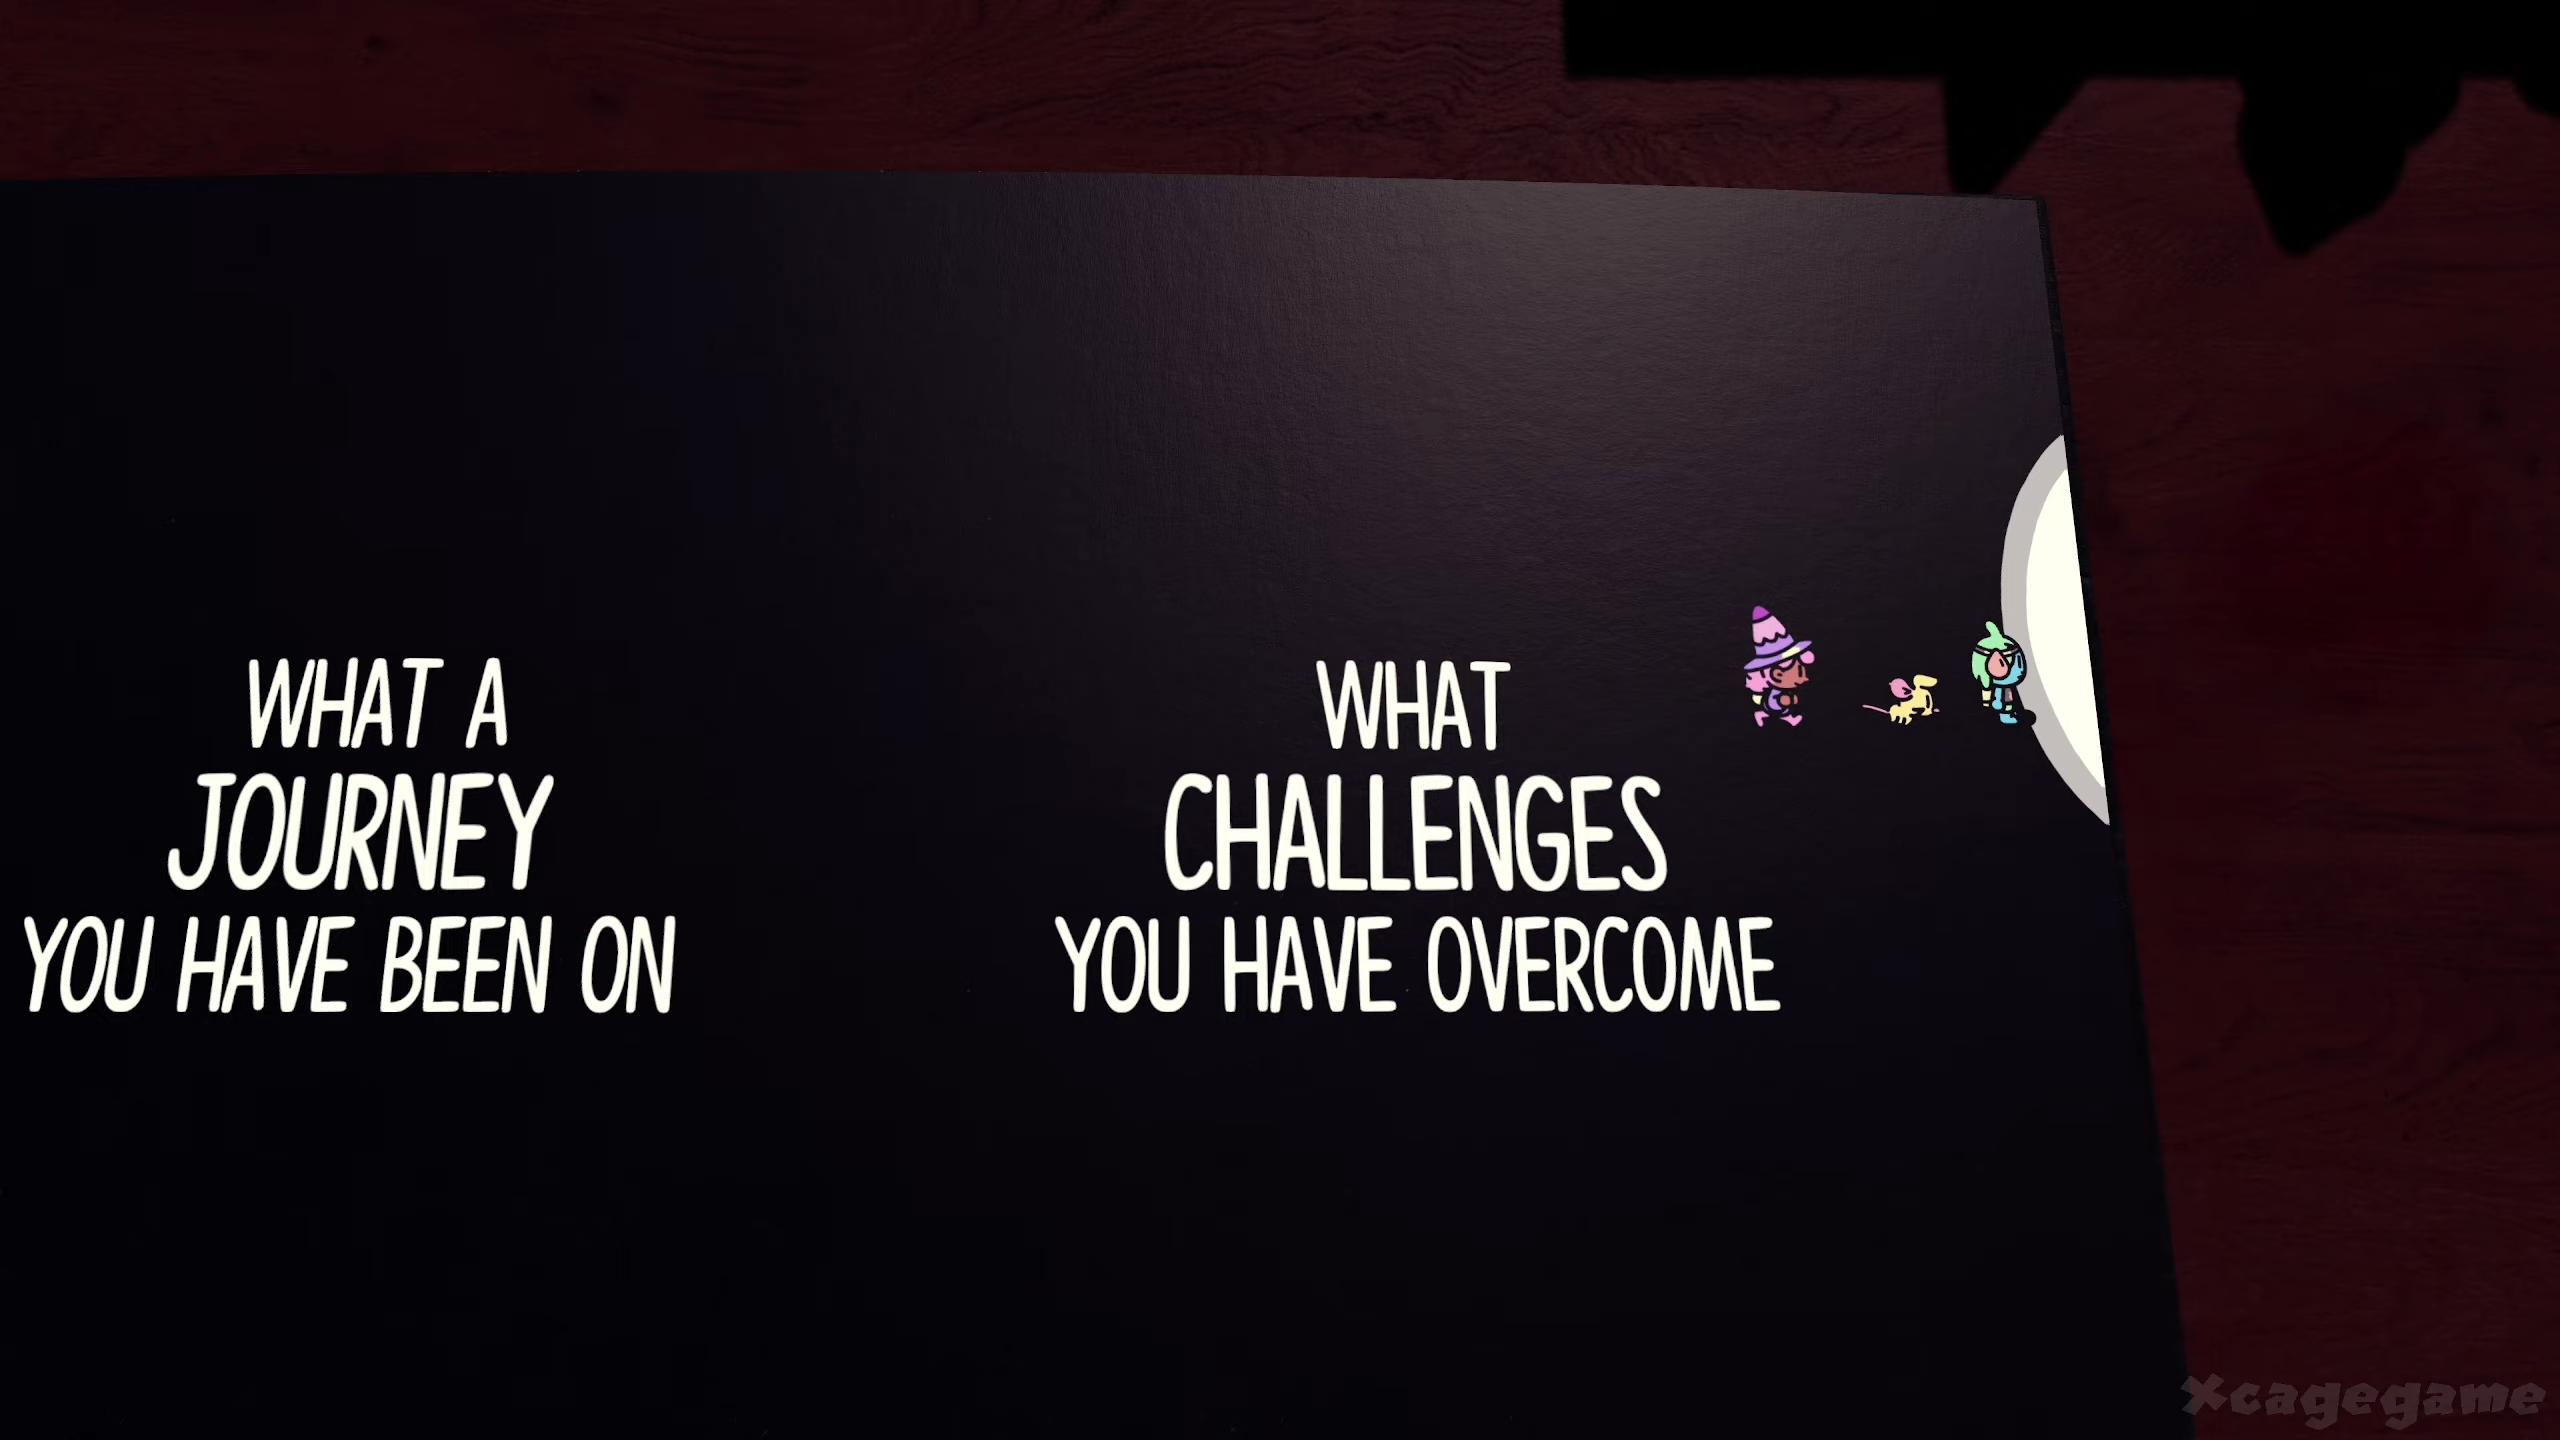 WHAT A
JOURNEY
YOU HAVE BEEN ON
WHAT
CHALLENGES
YOU HAVE OVERCOME
Xcagegame